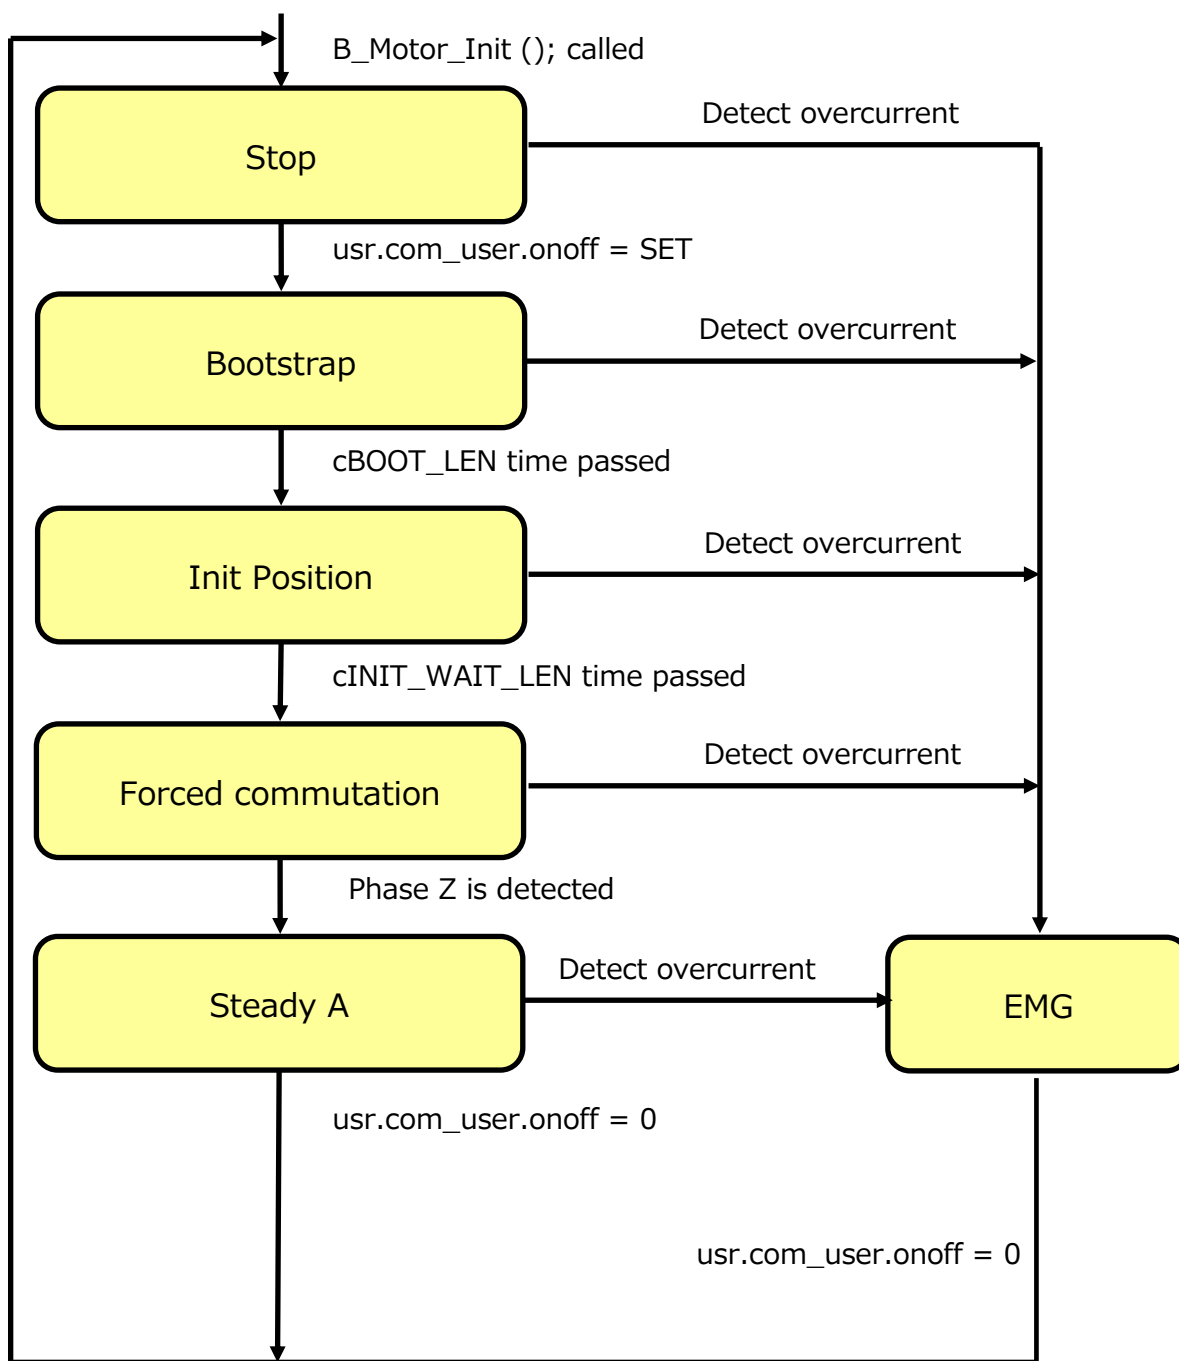 B_Motor_Init (); called
Detect overcurrent
Stop
usr.com_user.onoff = SET
Detect overcurrent
Bootstrap
cBOOT_LEN time passed
Detect overcurrent
Init Position
cINIT_WAIT_LEN time passed
Detect overcurrent
Forced commutation
Phase Z is detected
Detect overcurrent
Steady A
EMG
usr.com_user.onoff = 0
usr.com_user.onoff = 0